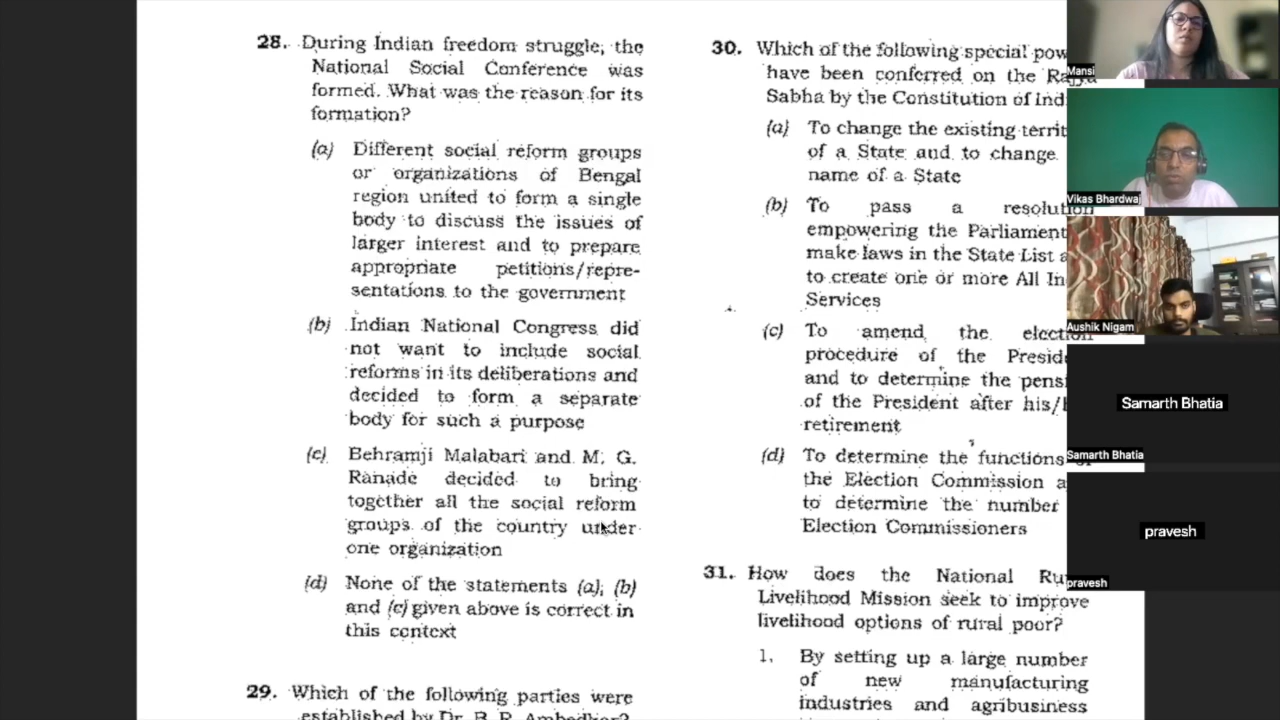 28. During Indian freedom struggle, the
National Social Conference was
formed. What was the reason for its
formation?
(a) Different social reform groups
or organizations of Bengal
region united to form a single
body to discuss the issues of
larger interest and to prepare
appropriate petitions/repre-
sentations to the government
(b) Indian National Congress did
not want to include social
reforms in its deliberations and
decided to form a separate
body for such a purpose
(c) Behramji Malabari and M. G.
Ranade decided to bring
together all the social reform
groups of the country under
one organization
(d) None of the statements (a), (b)
and (c) given above is correct in
this context
29. Which of the following parties were
established by Dr. B. R. Ambedkar?
30. Which of the following special pow
have been conferred on the Rajya
Sabha by the Constitution of Ind
(a) To change the existing territ
of a State and to change
name of a State
(b) To pass a resolution
empowering the Parliament
make laws in the State List a
to create one or more All In
Services
(c) To amend the election
procedure of the Preside
and to determine the pensi
of the President after his/h
retirement
(d) To determine the functions of
the Election Commission a
to determine the number
Election Commissioners
31. How does the National Ru
Livelihood Mission seek to improve
livelihood options of rural poor?
1. By setting up a large number
of new manufacturing
industries and agribusiness
Mansi
Vikas Bhardwaj
Aushik Nigam
Samarth Bhatia
Samarth Bhatia
pravesh
pravesh